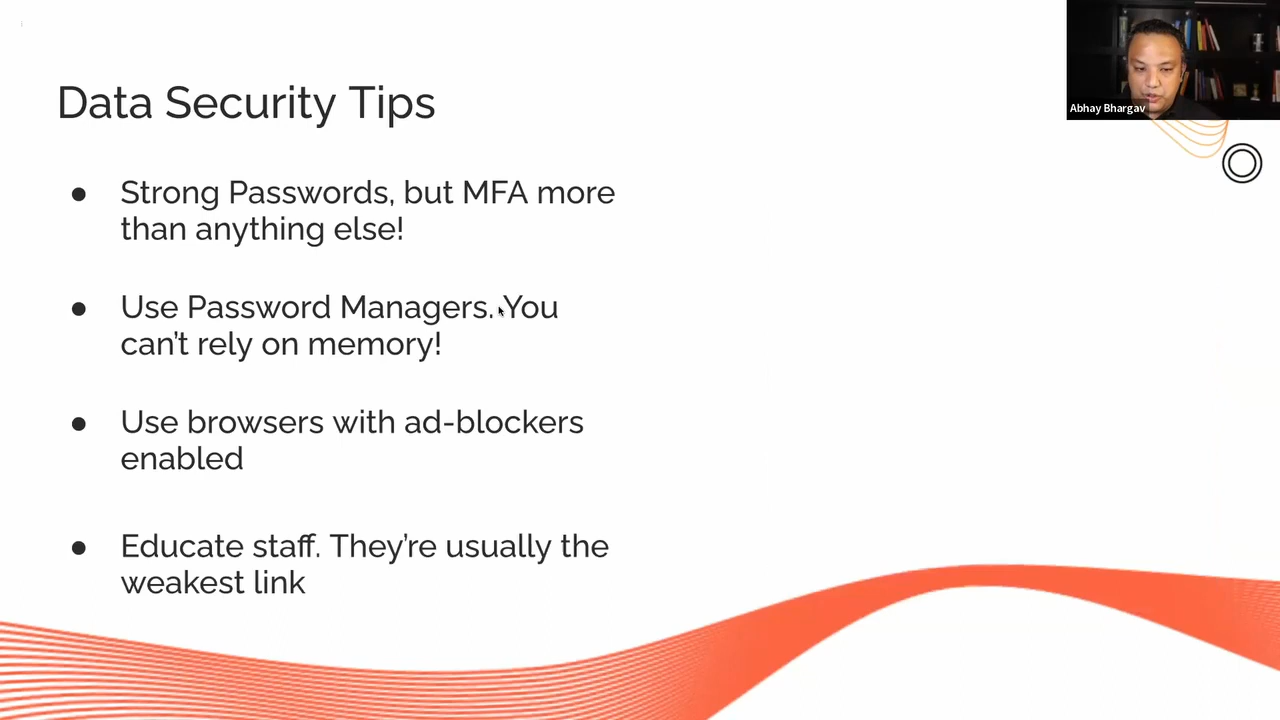 Data Security Tips
● Strong Passwords, but MFA more
than anything else!
● Use Password Managers. You
can't rely on memory!
● Use browsers with ad-blockers
enabled
● Educate staff. They're usually the
weakest link
Abhay Bhargav